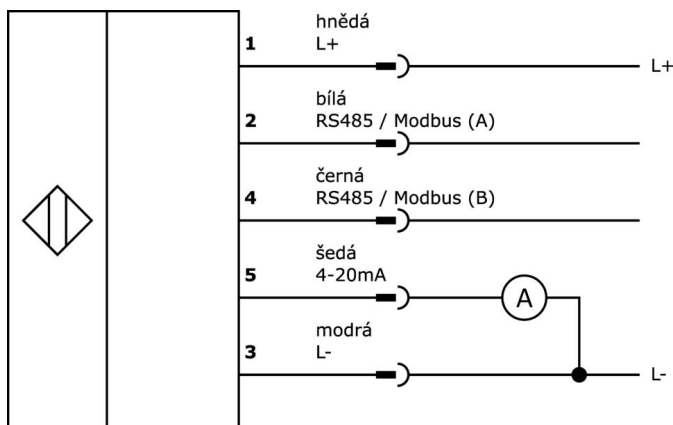 hnědá
1 L+ L+
bílá
2 RS485 / Modbus (A)
černá
4 RS485 / Modbus (B)
šedá
5 4-20mA A
modrá
3 L- L-